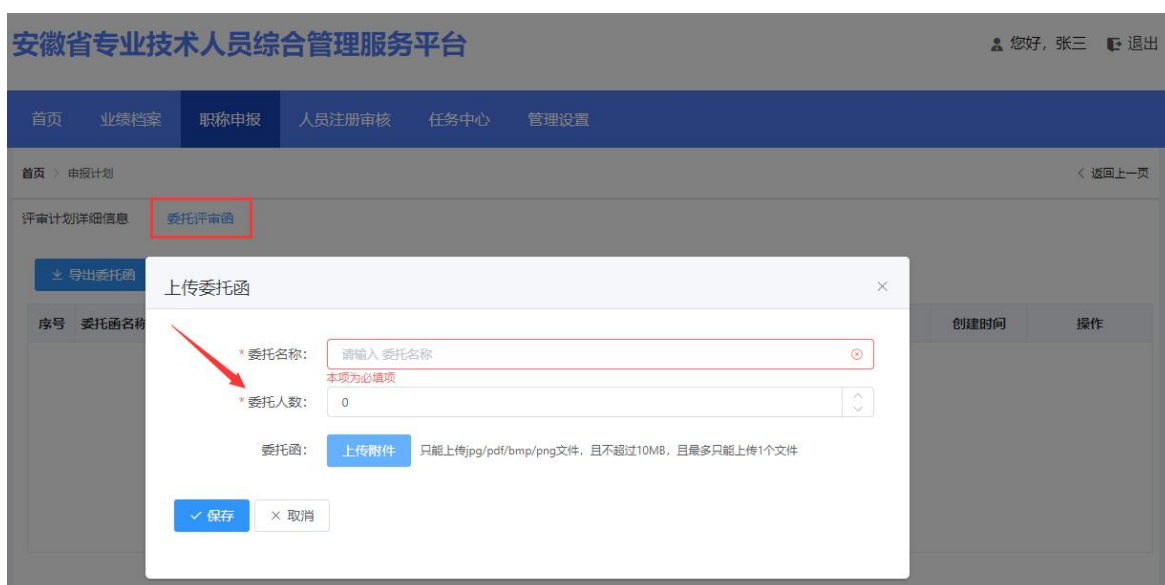 安徽省专业技术人员综合管理服务平台
您好, 张三 退出
首页 业绩档案 职称申报 人员注册审核 任务中心 管理设置
首页 > 申报计划 < 返回上一页
评审计划详细信息 委托评审函
导出委托函
上传委托函
序号 委托函名称 创建时间 操作
* 委托名称: 请输入 委托名称
本项为必填项
* 委托人数: 0
委托函: 上传附件 只能上传jpg/pdf/bmp/png文件, 且不超过10MB, 且最多只能上传1个文件
保存 取消